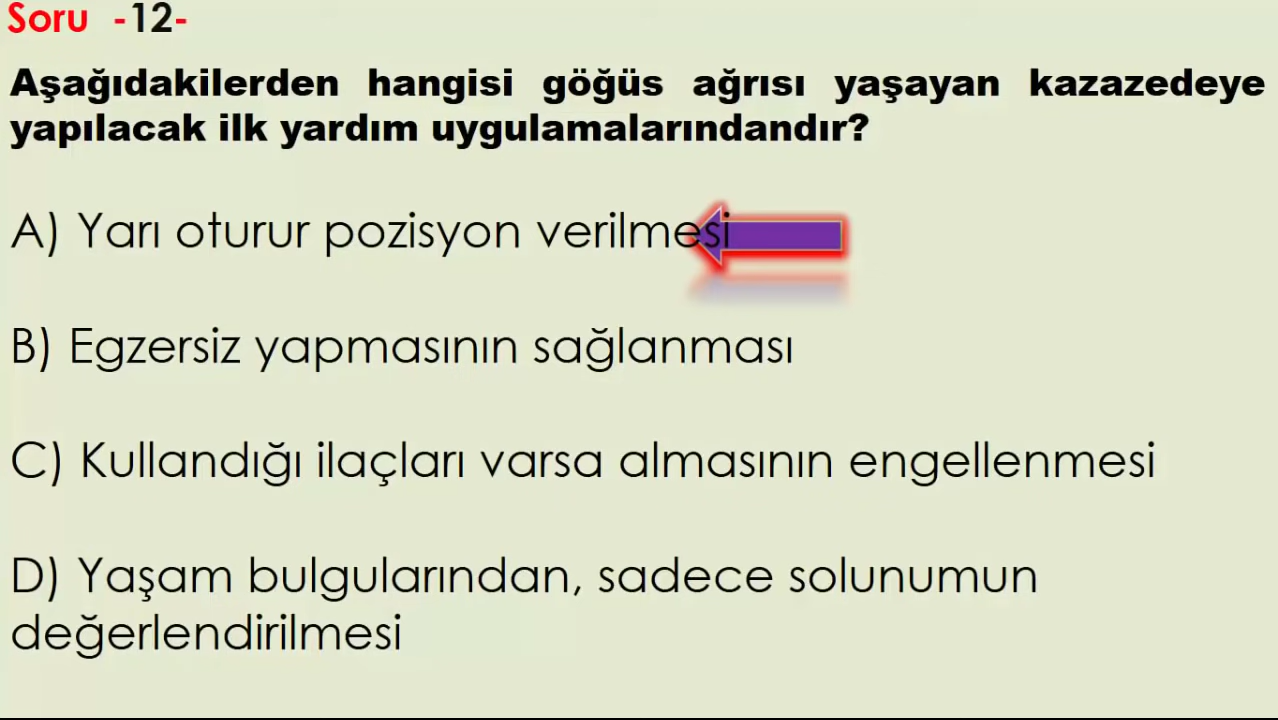 Soru -12-
Aşağıdakilerden hangisi göğüs ağrısı yaşayan kazazedeye
yapılacak ilk yardım uygulamalarındandır?
A) Yarı oturur pozisyon verilmesi
B) Egzersiz yapmasının sağlanması
C) Kullandığı ilaçları varsa almasının engellenmesi
D) Yaşam bulgularından, sadece solunumun
değerlendirilmesi